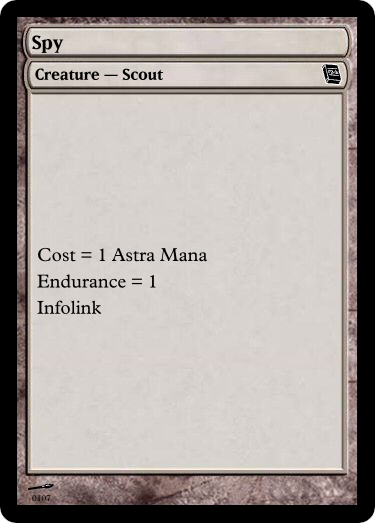 Spy
Creature — Scout
Cost = 1 Astra Mana
Endurance = 1
Infolink
0107